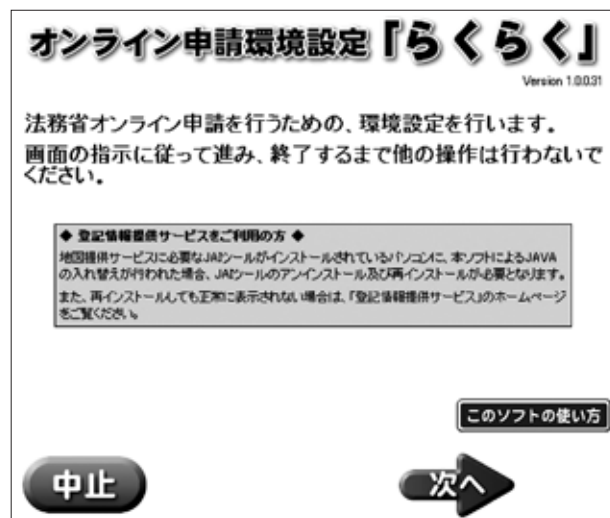 オンライン申請環境設定「らくらく」
Version 1.0.0.31
法務省オンライン申請を行うための、環境設定を行います。
画面の指示に従って進み、終了するまで他の操作は行わないで
ください。
◆ 登記情報提供サービスをご利用の方 ◆
地図提供サービスに必要なJAIツールがインストールされているパソコンに、本ソフトによるJAVA
の入れ替えが行われた場合、JAIツールのアンインストール及び再インストールが必要となります。
また、再インストールしても正常に表示されない場合は、「登記情報提供サービス」のホームページ
をご覧ください。
このソフトの使い方
中止
次へ